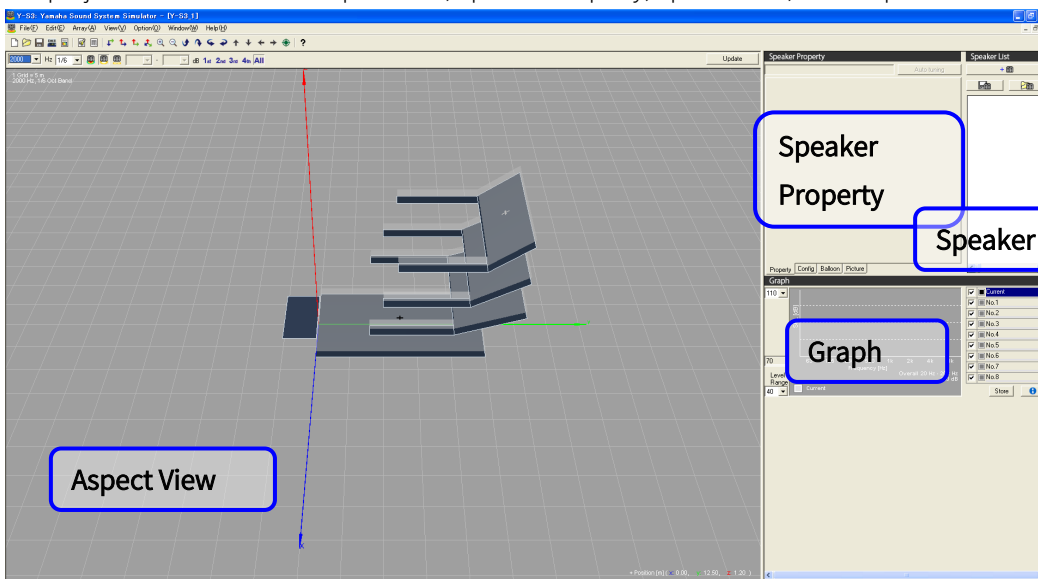 Y-S3: Yamaha Sound System Simulator - [Y-S3_1]
File(F) Edit(E) Array(A) View(V) Option(O) Window(W) Help(H)
2000 Hz 1/6 - dB 1st 2nd 3rd 4th All Update
1 Grid = 5 m
2000 Hz, 1/6 Oct Band
Speaker Property
Auto tuning
Speaker List
Speaker
Property
Speaker
Property Config Balloon Picture
Graph
110
70
Level
Range
40
Graph
Current
Current
No.1
No.2
No.3
No.4
No.5
No.6
No.7
No.8
Store
Aspect View
X
+ Position [m] ( X: 0.00, 12.50, 1.20 )